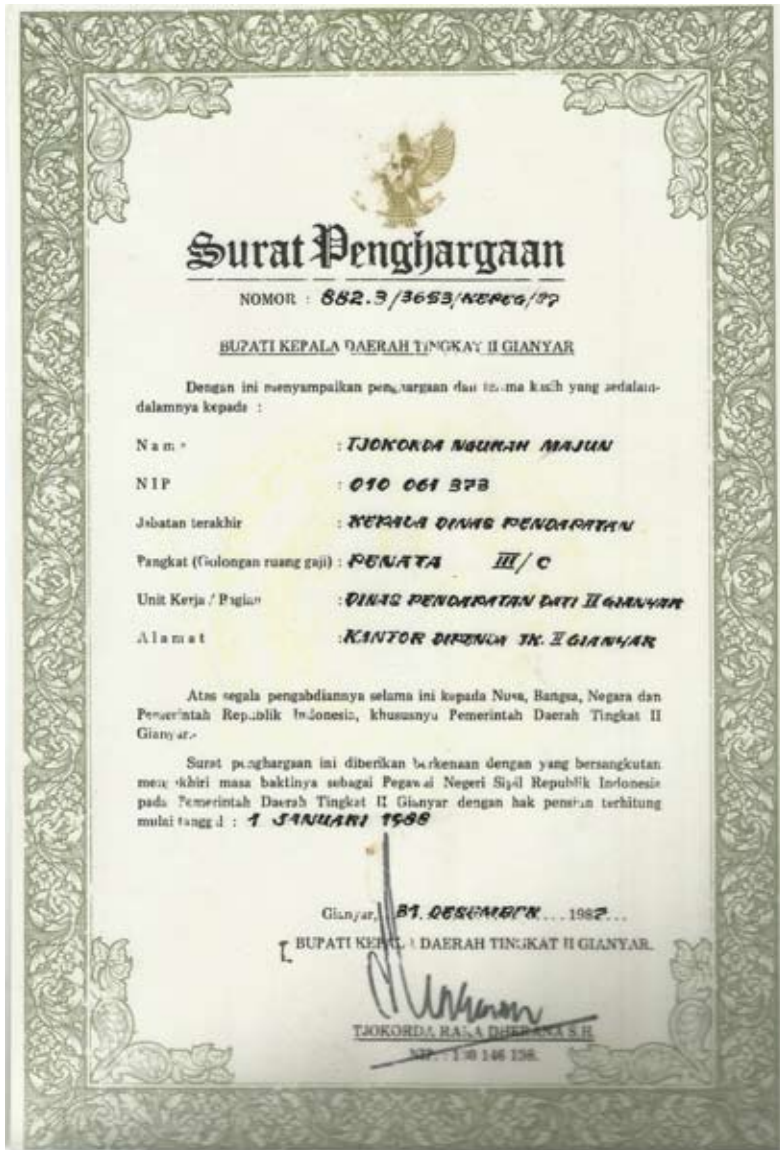 Surat Penghargaan
NOMOR : 882.3/3653/KEPEG/87
BUPATI KEPALA DAERAH TINGKAT II GIANYAR
Dengan ini menyampaikan penghargaan dan terima kasih yang sedalam-
dalamnya kepada :
Nama : TJOKORDA NGURAH MAJUN
NIP : 010 061 373
Jabatan terakhir : KEPALA DINAS PENDAPATAN
Pangkat (Golongan ruang gaji) : PENATA III/C
Unit Kerja / Bagian : DINAS PENDAPATAN DATI II GIANYAR
Alamat : KANTOR DIPENDA TK. II GIANYAR
Atas segala pengabdiannya selama ini kepada Nusa, Bangsa, Negara dan
Pemerintah Republik Indonesia, khususnya Pemerintah Daerah Tingkat II
Gianyar.-
Surat penghargaan ini diberikan berkenaan dengan yang bersangkutan
mengakhiri masa baktinya sebagai Pegawai Negeri Sipil Republik Indonesia
pada Pemerintah Daerah Tingkat II Gianyar dengan hak pensiun terhitung
mulai tanggal : 1 JANUARI 1988
Gianyar, 31 DESEMBER ... 1987 ...
BUPATI KEPALA DAERAH TINGKAT II GIANYAR.
TJOKORDA RAKA DHERANA S.H.
NIP. : 146 158.